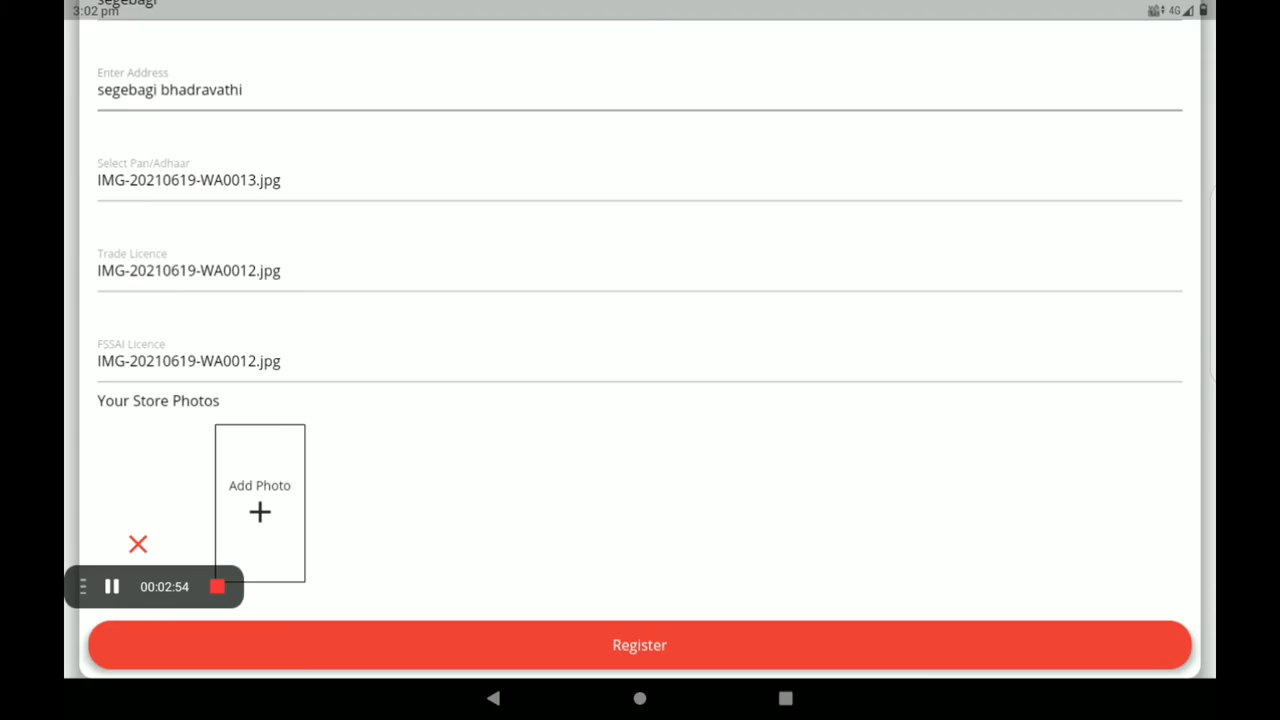 segebagi
3:02 pm
4G
Enter Address
segebagi bhadravathi
Select Pan/Adhaar
IMG-20210619-WA0013.jpg
Trade Licence
IMG-20210619-WA0012.jpg
FSSAI Licence
IMG-20210619-WA0012.jpg
Your Store Photos
Add Photo
00:02:54
Register